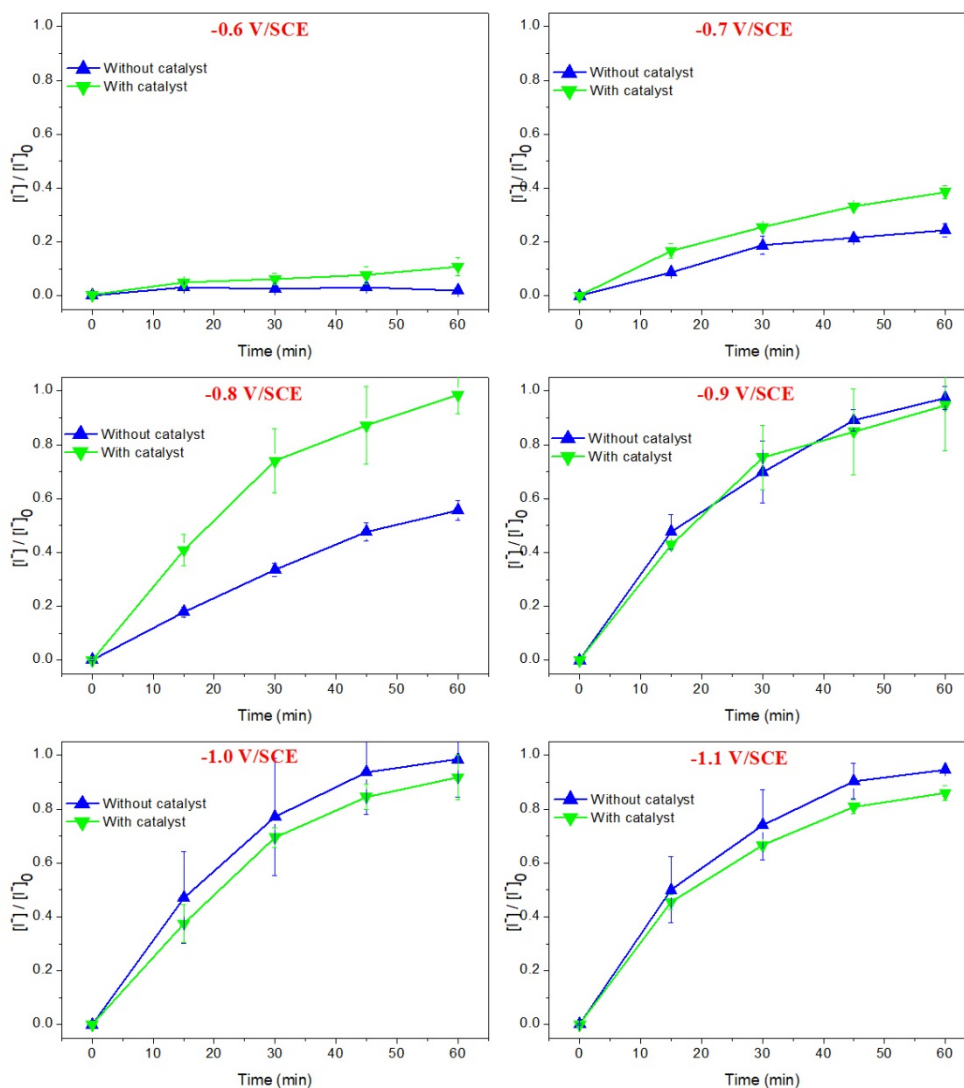 -0.6 V/SCE
Without catalyst
With catalyst
[I⁻] / [I⁻]₀
1.0
0.8
0.6
0.4
0.2
0.0
0 10 20 30 40 50 60
Time (min)
-0.7 V/SCE
Without catalyst
With catalyst
[I⁻] / [I⁻]₀
1.0
0.8
0.6
0.4
0.2
0.0
0 10 20 30 40 50 60
Time (min)
-0.8 V/SCE
Without catalyst
With catalyst
[I⁻] / [I⁻]₀
1.0
0.8
0.6
0.4
0.2
0.0
0 10 20 30 40 50 60
Time (min)
-0.9 V/SCE
Without catalyst
With catalyst
[I⁻] / [I⁻]₀
1.0
0.8
0.6
0.4
0.2
0.0
0 10 20 30 40 50 60
Time (min)
-1.0 V/SCE
Without catalyst
With catalyst
[I⁻] / [I⁻]₀
1.0
0.8
0.6
0.4
0.2
0.0
0 10 20 30 40 50 60
Time (min)
-1.1 V/SCE
Without catalyst
With catalyst
[I⁻] / [I⁻]₀
1.0
0.8
0.6
0.4
0.2
0.0
0 10 20 30 40 50 60
Time (min)